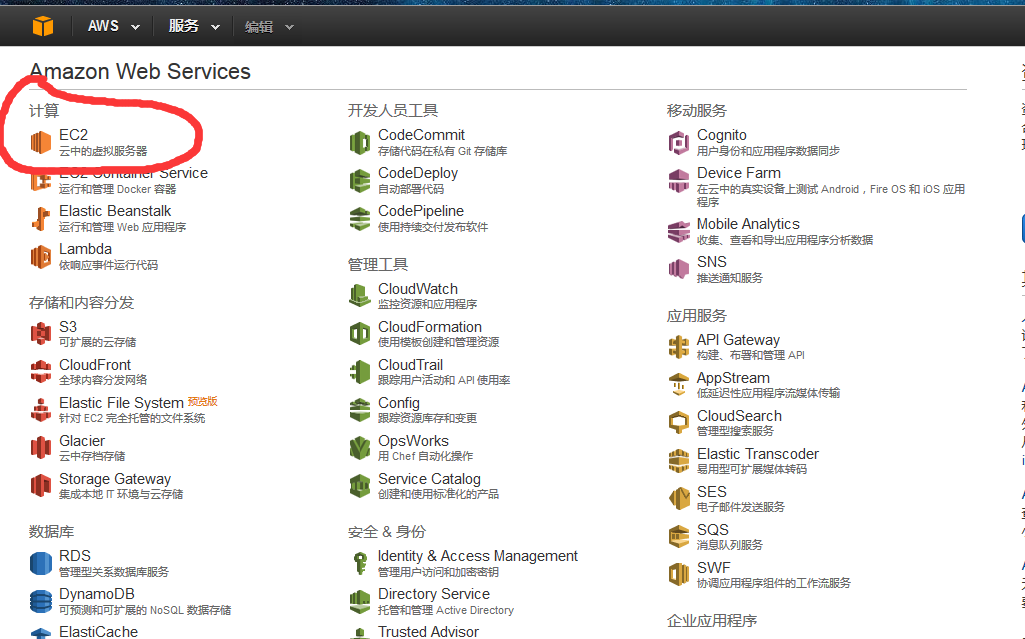 AWS
服务
编辑
Amazon Web Services
计算
EC2
云中的虚拟服务器
EC2 Container Service
运行和管理 Docker 容器
Elastic Beanstalk
运行和管理 Web 应用程序
Lambda
依响应事件运行代码
存储和内容分发
S3
可扩展的云存储
CloudFront
全球内容分发网络
Elastic File System 预览版
针对 EC2 完全托管的文件系统
Glacier
云中存档存储
Storage Gateway
集成本地 IT 环境与云存储
数据库
RDS
管理型关系数据库服务
DynamoDB
可预测和可扩展的 NoSQL 数据存储
ElastiCache
开发人员工具
CodeCommit
存储代码在私有 Git 存储库
CodeDeploy
自动部署代码
CodePipeline
使用持续交付发布软件
管理工具
CloudWatch
监控资源和应用程序
CloudFormation
使用模板创建和管理资源
CloudTrail
跟踪用户活动和 API 使用率
Config
跟踪资源库存和变更
OpsWorks
用 Chef 自动化操作
Service Catalog
创建和使用标准化的产品
安全 & 身份
Identity & Access Management
管理用户访问和加密密钥
Directory Service
托管和管理 Active Directory
Trusted Advisor
移动服务
Cognito
用户身份和应用程序数据同步
Device Farm
在云中的真实设备上测试 Android，Fire OS 和 iOS 应用
程序
Mobile Analytics
收集、查看和导出应用程序分析数据
SNS
推送通知服务
应用服务
API Gateway
构建、布署和管理 API
AppStream
低延迟性应用程序流媒体传输
CloudSearch
管理型搜索服务
Elastic Transcoder
易用型可扩展媒体转码
SES
电子邮件发送服务
SQS
消息队列服务
SWF
协调应用程序组件的工作流服务
企业应用程序